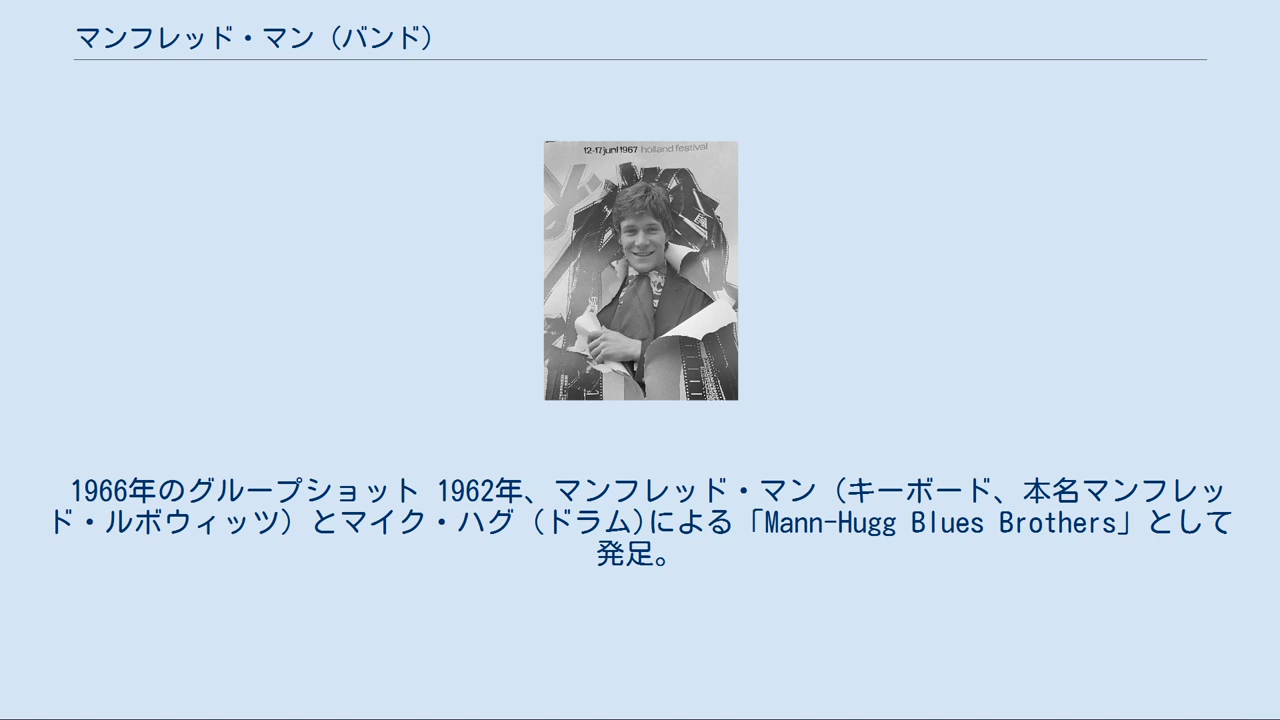 マンフレッド・マン（バンド）
12-17 juni 1967 holland festival
1966年のグループショット 1962年、マンフレッド・マン（キーボード、本名マンフレッ
ド・ルボウィッツ）とマイク・ハグ（ドラム)による「Mann-Hugg Blues Brothers」として
発足。